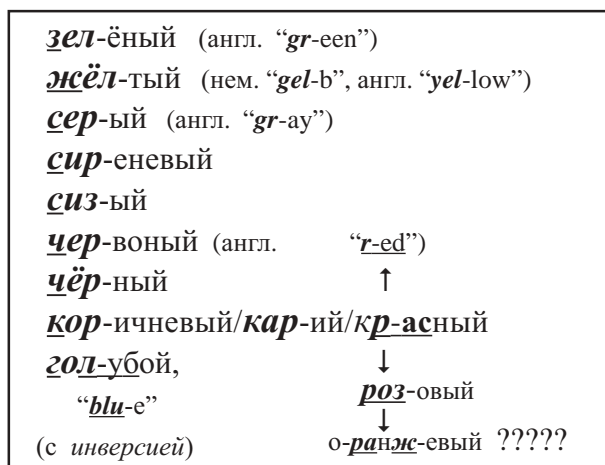 зел-ёный (англ. “gr-een”)
жёл-тый (нем. “gel-b”, англ. “yel-low”)
сер-ый (англ. “gr-ay”)
сир-еневый
сиз-ый
чер-воный (англ. “r-ed”)
чёр-ный ↑
кор-ичневый/кар-ий/кр-асный
гол-убой, ↓
“blu-e” роз-овый
↓
(с инверсией) о-ранж-евый ?????